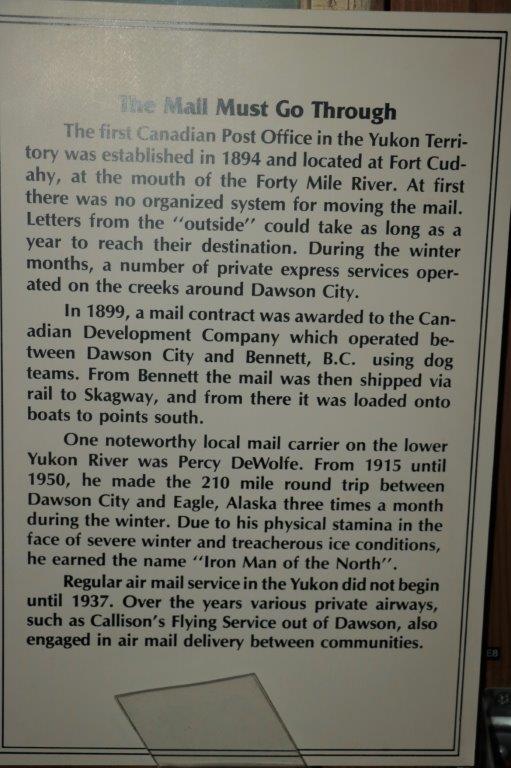 The Mail Must Go Through
The first Canadian Post Office in the Yukon Terri-
tory was established in 1894 and located at Fort Cud-
ahy, at the mouth of the Forty Mile River. At first
there was no organized system for moving the mail.
Letters from the "outside" could take as long as a
year to reach their destination. During the winter
months, a number of private express services oper-
ated on the creeks around Dawson City.
In 1899, a mail contract was awarded to the Can-
adian Development Company which operated be-
tween Dawson City and Bennett, B.C. using dog
teams. From Bennett the mail was then shipped via
rail to Skagway, and from there it was loaded onto
boats to points south.
One noteworthy local mail carrier on the lower
Yukon River was Percy DeWolfe. From 1915 until
1950, he made the 210 mile round trip between
Dawson City and Eagle, Alaska three times a month
during the winter. Due to his physical stamina in the
face of severe winter and treacherous ice conditions,
he earned the name "Iron Man of the North".
Regular air mail service in the Yukon did not begin
until 1937. Over the years various private airways,
such as Callison's Flying Service out of Dawson, also
engaged in air mail delivery between communities.
E8